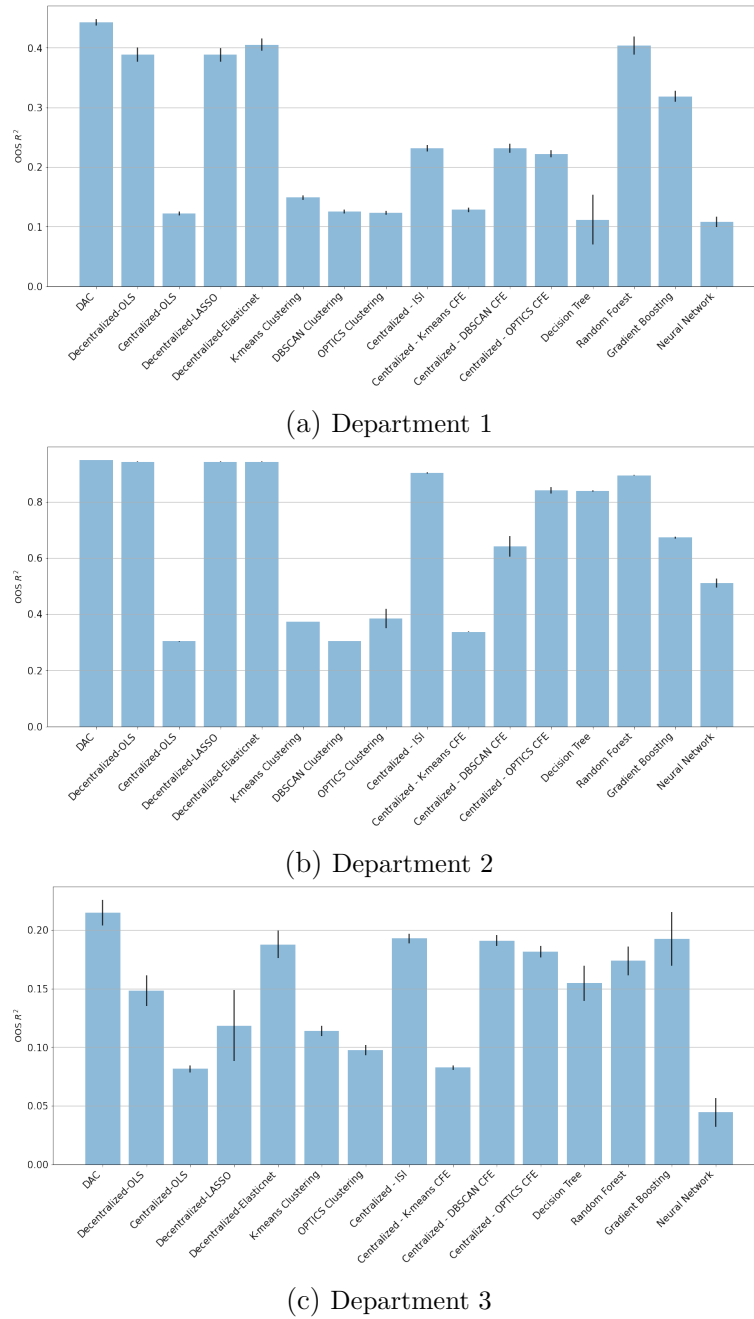 0.4
0.3
0.2
0.1
0.0
OOS R²
DAC
Decentralized-OLS
Centralized-OLS
Decentralized-LASSO
Decentralized-Elasticnet
K-means Clustering
DBSCAN Clustering
OPTICS Clustering
Centralized - ISI
Centralized - K-means CFE
Centralized - DBSCAN CFE
Centralized - OPTICS CFE
Decision Tree
Random Forest
Gradient Boosting
Neural Network
(a) Department 1
0.8
0.6
0.4
0.2
0.0
OOS R²
DAC
Decentralized-OLS
Centralized-OLS
Decentralized-LASSO
Decentralized-Elasticnet
K-means Clustering
DBSCAN Clustering
OPTICS Clustering
Centralized - ISI
Centralized - K-means CFE
Centralized - DBSCAN CFE
Centralized - OPTICS CFE
Decision Tree
Random Forest
Gradient Boosting
Neural Network
(b) Department 2
0.20
0.15
0.10
0.05
0.00
OOS R²
DAC
Decentralized-OLS
Centralized-OLS
Decentralized-LASSO
Decentralized-Elasticnet
K-means Clustering
OPTICS Clustering
Centralized - ISI
Centralized - K-means CFE
Centralized - DBSCAN CFE
Centralized - OPTICS CFE
Decision Tree
Random Forest
Gradient Boosting
Neural Network
(c) Department 3